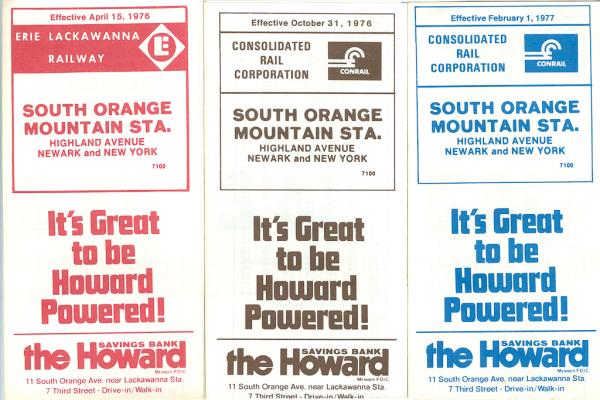 Effective April 15, 1976
ERIE LACKAWANNA
RAILWAY
E
SOUTH ORANGE
MOUNTAIN STA.
HIGHLAND AVENUE
NEWARK and NEW YORK
7100
It's Great
to be
Howard
Powered!
the Howard
SAVINGS BANK
MEMBER FDIC
11 South Orange Ave. near Lackawanna Sta.
7 Third Street - Drive-in/Walk-in
Effective October 31, 1976
CONSOLIDATED
RAIL
CORPORATION
CONRAIL
SOUTH ORANGE
MOUNTAIN STA.
HIGHLAND AVENUE
NEWARK and NEW YORK
7100
It's Great
to be
Howard
Powered!
the Howard
SAVINGS BANK
MEMBER FDIC
11 South Orange Ave. near Lackawanna Sta.
7 Third Street - Drive-in/Walk-in
Effective February 1, 1977
CONSOLIDATED
RAIL
CORPORATION
CONRAIL
SOUTH ORANGE
MOUNTAIN STA.
HIGHLAND AVENUE
NEWARK and NEW YORK
7100
It's Great
to be
Howard
Powered!
the Howard
SAVINGS BANK
MEMBER FDIC
11 South Orange Ave. near Lackawanna Sta.
7 Third Street - Drive-in/Walk-in